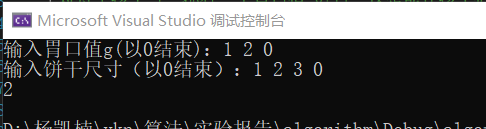 Microsoft Visual Studio 调试控制台
输入胃口值g(以0结束)：1 2 0
输入饼干尺寸（以0结束）：1 2 3 0
2